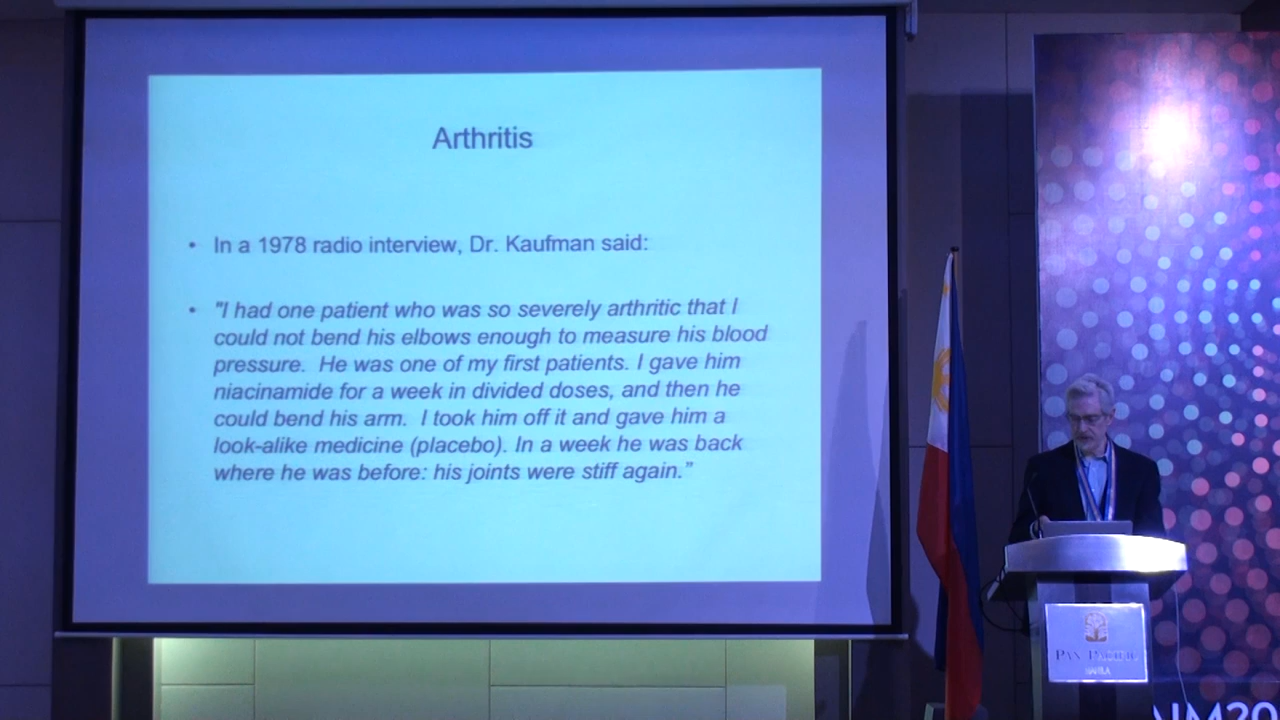 Arthritis
• In a 1978 radio interview, Dr. Kaufman said:
• "I had one patient who was so severely arthritic that I
could not bend his elbows enough to measure his blood
pressure.  He was one of my first patients. I gave him
niacinamide for a week in divided doses, and then he
could bend his arm.  I took him off it and gave him a
look-alike medicine (placebo). In a week he was back
where he was before: his joints were stiff again.”
PAN PACIFIC
MANILA